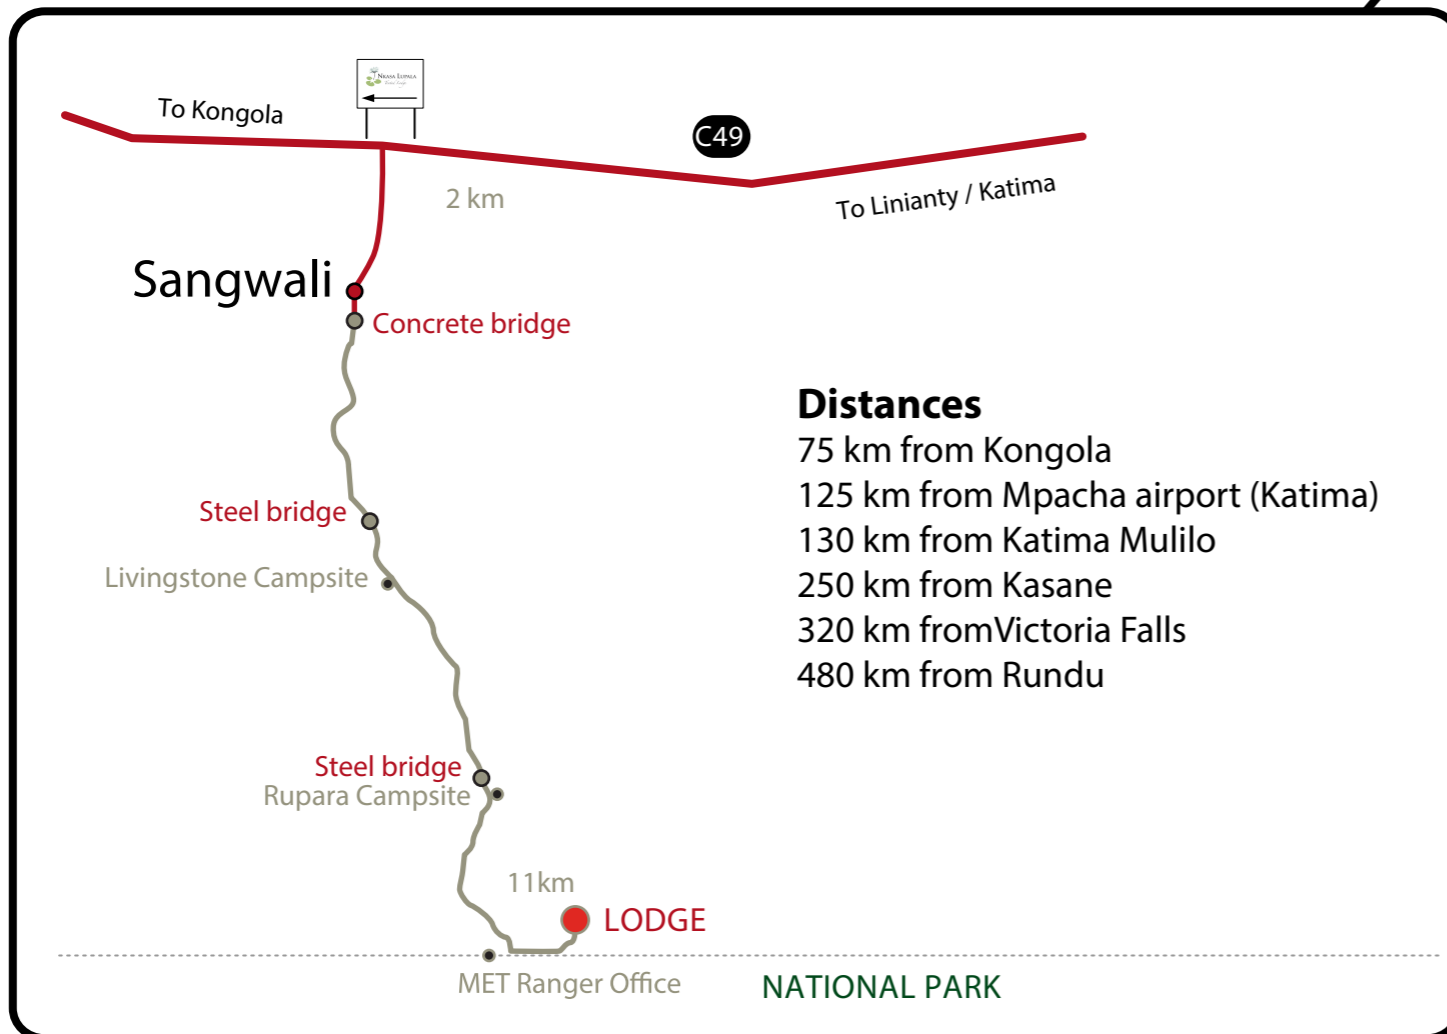 NKASA LUPALA
To Kongola
C49
2 km
To Linianty / Katima
Sangwali
Concrete bridge
Distances
75 km from Kongola
125 km from Mpacha airport (Katima)
130 km from Katima Mulilo
250 km from Kasane
320 km fromVictoria Falls
480 km from Rundu
Steel bridge
Livingstone Campsite
Steel bridge
Rupara Campsite
11km
LODGE
MET Ranger Office
NATIONAL PARK